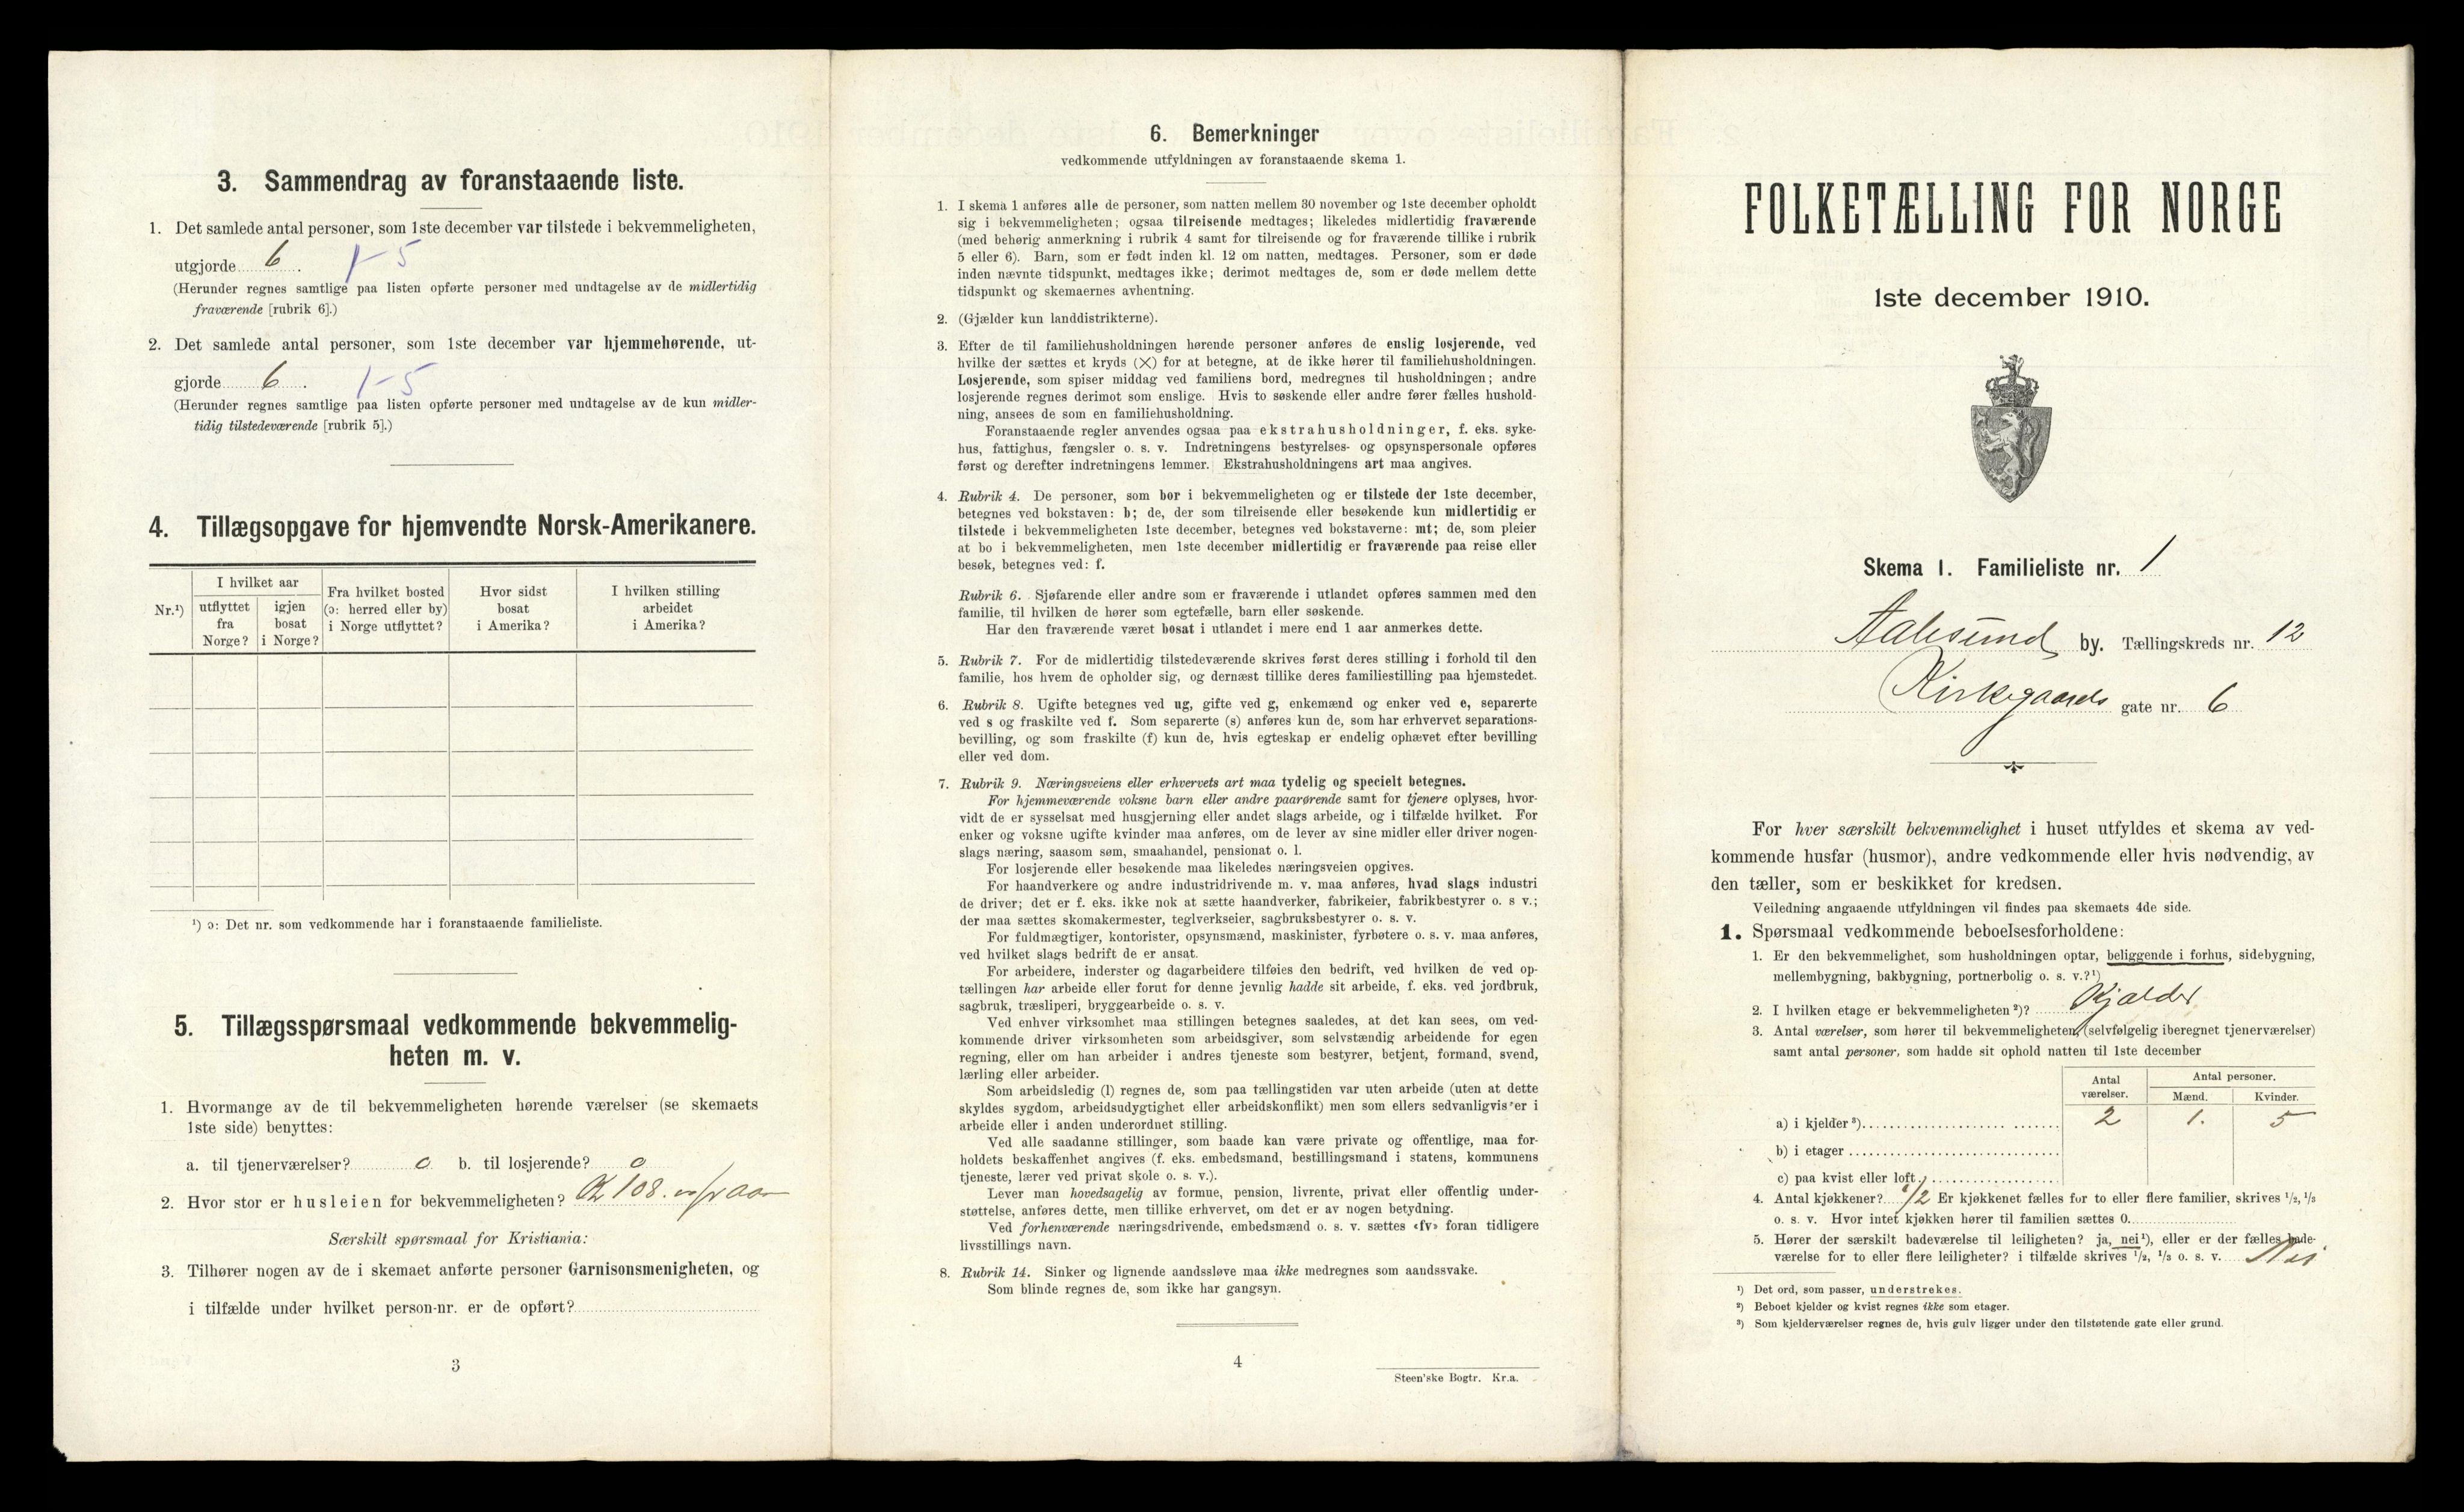 3. Sammendrag av foranstaaende liste.
1. Det samlede antal personer, som 1ste december var tilstede i bekvemmeligheten,
utgjorde 6. 1-5
(Herunder regnes samtlige paa listen opførte personer med undtagelse av de midlertidig
fraværende [rubrik 6].)
2. Det samlede antal personer, som 1ste december var hjemmehørende, ut-
gjorde 6. 1-5
(Herunder regnes samtlige paa listen opførte personer med undtagelse av de kun midler-
tidig tilstedeværende [rubrik 5].)
4. Tillægsopgave for hjemvendte Norsk-Amerikanere.
Nr.¹)
I hvilket aar
utflyttet
fra
Norge?
igjen
bosat
i Norge?
Fra hvilket bosted
(ɔ: herred eller by)
i Norge utflyttet?
Hvor sidst
bosat
i Amerika?
I hvilken stilling
arbeidet
i Amerika?
¹) ɔ: Det nr. som vedkommende har i foranstaaende familieliste.
5. Tillægsspørsmaal vedkommende bekvemmelig-
heten m. v.
1. Hvormange av de til bekvemmeligheten hørende værelser (se skemaets
1ste side) benyttes:
a. til tjenerværelser? 0 b. til losjerende? 0
2. Hvor stor er husleien for bekvemmeligheten? Kr 108. pr aar
Særskilt spørsmaal for Kristiania:
3. Tilhører nogen av de i skemaet anførte personer Garnisonsmenigheten, og
i tilfælde under hvilket person-nr. er de opført?
3
6. Bemerkninger
vedkommende utfyldningen av foranstaaende skema 1.
1. I skema 1 anføres alle de personer, som natten mellem 30 november og 1ste december opholdt
sig i bekvemmeligheten; ogsaa tilreisende medtages; likeledes midlertidig fraværende
(med behørig anmerkning i rubrik 4 samt for tilreisende og for fraværende tillike i rubrik
5 eller 6). Barn, som er født inden kl. 12 om natten, medtages. Personer, som er døde
inden nævnte tidspunkt, medtages ikke; derimot medtages de, som er døde mellem dette
tidspunkt og skemaernes avhentning.
2. (Gjælder kun landdistrikterne).
3. Efter de til familiehusholdningen hørende personer anføres de enslig losjerende, ved
hvilke der sættes et kryds (×) for at betegne, at de ikke hører til familiehusholdningen.
Losjerende, som spiser middag ved familiens bord, medregnes til husholdningen; andre
losjerende regnes derimot som enslige. Hvis to søskende eller andre fører fælles hushold-
ning, ansees de som en familiehusholdning.
Foranstaaende regler anvendes ogsaa paa ekstrahusholdninger, f. eks. syke-
hus, fattighus, fængsler o. s. v. Indretningens bestyrelses- og opsynspersonale opføres
først og derefter indretningens lemmer. Ekstrahusholdningens art maa angives.
4. Rubrik 4. De personer, som bor i bekvemmeligheten og er tilstede der 1ste december,
betegnes ved bokstaven: b; de, der som tilreisende eller besøkende kun midlertidig er
tilstede i bekvemmeligheten 1ste december, betegnes ved bokstaverne: mt; de, som pleier
at bo i bekvemmeligheten, men 1ste december midlertidig er fraværende paa reise eller
besøk, betegnes ved: f.
Rubrik 6. Sjøfarende eller andre som er fraværende i utlandet opføres sammen med den
familie, til hvilken de hører som egtefælle, barn eller søskende.
Har den fraværende været bosat i utlandet i mere end 1 aar anmerkes dette.
5. Rubrik 7. For de midlertidig tilstedeværende skrives først deres stilling i forhold til den
familie, hos hvem de opholder sig, og dernæst tillike deres familiestilling paa hjemstedet.
6. Rubrik 8. Ugifte betegnes ved ug, gifte ved g, enkemænd og enker ved e, separerte
ved s og fraskilte ved f. Som separerte (s) anføres kun de, som har erhvervet separations-
bevilling, og som fraskilte (f) kun de, hvis egteskap er endelig ophævet efter bevilling
eller ved dom.
7. Rubrik 9. Næringsveiens eller erhvervets art maa tydelig og specielt betegnes.
For hjemmeværende voksne barn eller andre paarørende samt for tjenere oplyses, hvor-
vidt de er sysselsat med husgjerning eller andet slags arbeide, og i tilfælde hvilket. For
enker og voksne ugifte kvinder maa anføres, om de lever av sine midler eller driver nogen-
slags næring, saasom søm, smaahandel, pensionat o. l.
For losjerende eller besøkende maa likeledes næringsveien opgives.
For haandverkere og andre industridrivende m. v. maa anføres, hvad slags industri
de driver; det er f. eks. ikke nok at sætte haandverker, fabrikeier, fabrikbestyrer o. s v.;
der maa sættes skomakermester, teglverkseier, sagbruksbestyrer o. s. v.
For fuldmægtiger, kontorister, opsynsmænd, maskinister, fyrbøtere o. s. v. maa anføres,
ved hvilket slags bedrift de er ansat.
For arbeidere, inderster og dagarbeidere tilføies den bedrift, ved hvilken de ved op-
tællingen har arbeide eller forut for denne jevnlig hadde sit arbeide, f. eks. ved jordbruk,
sagbruk, træsliperi, bryggearbeide o. s. v.
Ved enhver virksomhet maa stillingen betegnes saaledes, at det kan sees, om ved-
kommende driver virksomheten som arbeidsgiver, som selvstændig arbeidende for egen
regning, eller om han arbeider i andres tjeneste som bestyrer, betjent, formand, svend,
lærling eller arbeider.
Som arbeidsledig (l) regnes de, som paa tællingstiden var uten arbeide (uten at dette
skyldes sygdom, arbeidsudygtighet eller arbeidskonflikt) men som ellers sedvanligvis er i
arbeide eller i anden underordnet stilling.
Ved alle saadanne stillinger, som baade kan være private og offentlige, maa for-
holdets beskaffenhet angives (f. eks. embedsmand, bestillingsmand i statens, kommunens
tjeneste, lærer ved privat skole o. s. v.).
Lever man hovedsagelig av formue, pension, livrente, privat eller offentlig under-
støttelse, anføres dette, men tillike erhvervet, om det er av nogen betydning.
Ved forhenværende næringsdrivende, embedsmænd o. s. v. sættes «fv» foran tidligere
livsstillings navn.
8. Rubrik 14. Sinker og lignende aandssløve maa ikke medregnes som aandssvake.
Som blinde regnes de, som ikke har gangsyn.
4
Steen'ske Bogtr. Kr.a.
FOLKETÆLLING FOR NORGE
1ste december 1910.
Skema 1. Familieliste nr. 1
Aalesund by. Tællingskreds nr. 12
Kirkegaards gate nr. 6
For hver særskilt bekvemmelighet i huset utfyldes et skema av ved-
kommende husfar (husmor), andre vedkommende eller hvis nødvendig, av
den tæller, som er beskikket for kredsen.
Veiledning angaaende utfyldningen vil findes paa skemaets 4de side.
1. Spørsmaal vedkommende beboelsesforholdene:
1. Er den bekvemmelighet, som husholdningen optar, beliggende i forhus, sidebygning,
mellembygning, bakbygning, portnerbolig o. s. v.?¹)
2. I hvilken etage er bekvemmeligheten²)? Kjælder
3. Antal værelser, som hører til bekvemmeligheten (selvfølgelig iberegnet tjenerværelser)
samt antal personer, som hadde sit ophold natten til 1ste december
Antal
værelser.
Antal personer.
Mænd. Kvinder.
a) i kjelder³) 2 1. 5
b) i etager
c) paa kvist eller loft
4. Antal kjøkkener? 1/2 Er kjøkkenet fælles for to eller flere familier, skrives ¹/₂, ¹/₃
o. s. v. Hvor intet kjøkken hører til familien sættes 0.
5. Hører der særskilt badeværelse til leiligheten? ja, nei¹), eller er der fælles bade-
værelse for to eller flere leiligheter? i tilfælde skrives ¹/₂, ¹/₃ o. s. v. Nei
¹) Det ord, som passer, understrekes.
²) Beboet kjelder og kvist regnes ikke som etager.
³) Som kjelderværelser regnes de, hvis gulv ligger under den tilstøtende gate eller grund.